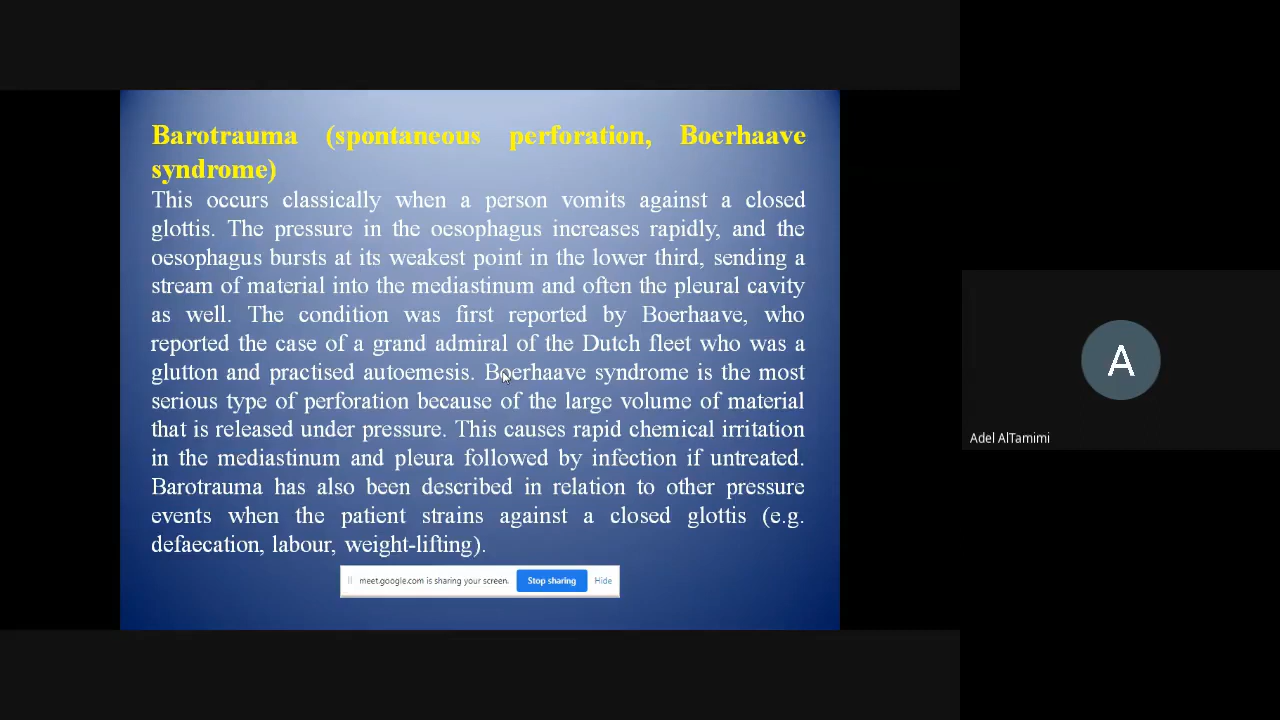 Barotrauma (spontaneous perforation, Boerhaave
syndrome)
This occurs classically when a person vomits against a closed
glottis. The pressure in the oesophagus increases rapidly, and the
oesophagus bursts at its weakest point in the lower third, sending a
stream of material into the mediastinum and often the pleural cavity
as well. The condition was first reported by Boerhaave, who
reported the case of a grand admiral of the Dutch fleet who was a
glutton and practised autoemesis. Boerhaave syndrome is the most
serious type of perforation because of the large volume of material
that is released under pressure. This causes rapid chemical irritation
in the mediastinum and pleura followed by infection if untreated.
Barotrauma has also been described in relation to other pressure
events when the patient strains against a closed glottis (e.g.
defaecation, labour, weight-lifting).
meet.google.com is sharing your screen. Stop sharing Hide
A
Adel AlTamimi